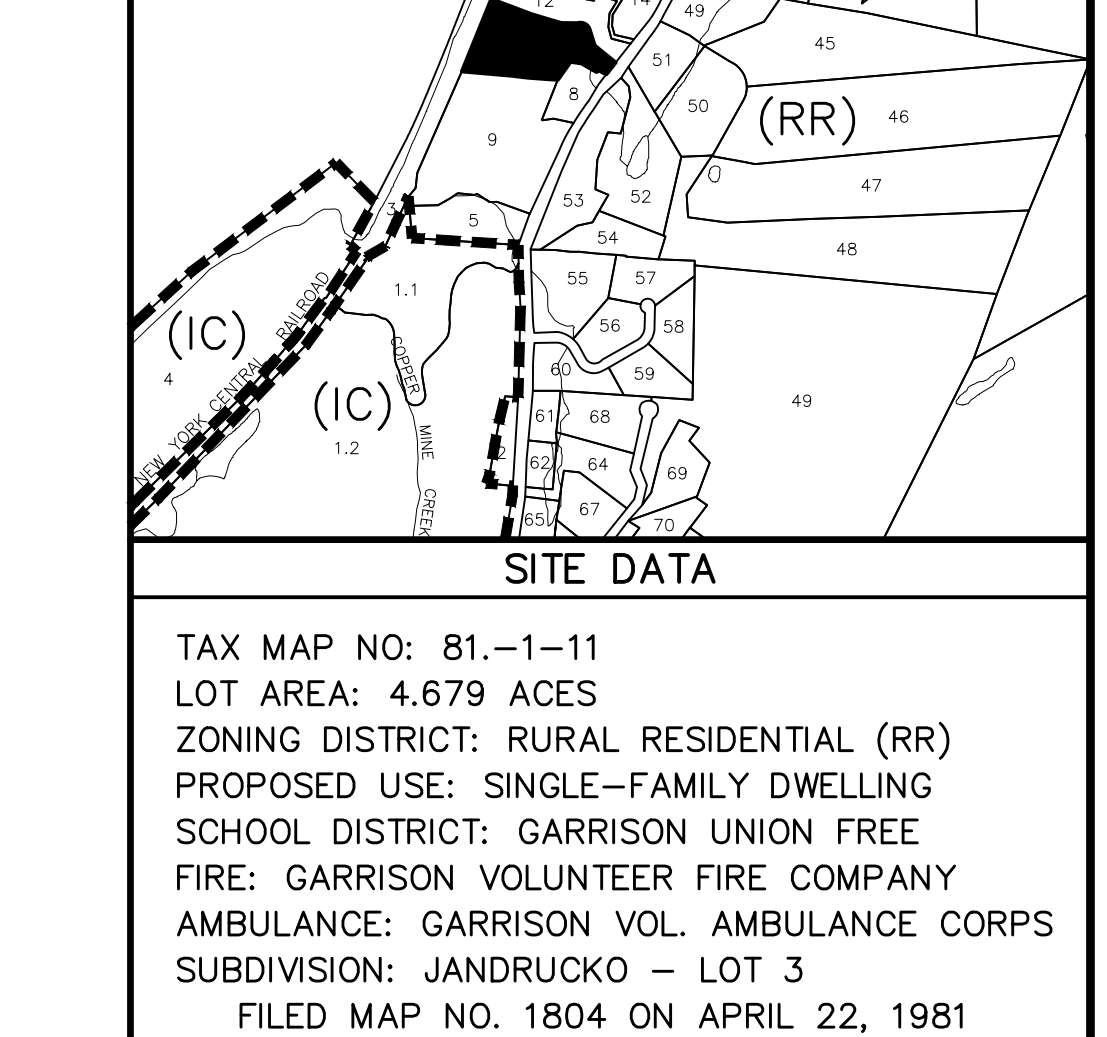 12
14
49
45
51
8
50
(RR)
46
9
47
3
53
52
5
54
48
55
57
1.1
RAILROAD
56
58
(IC)
COPPER
60
59
4
NEW YORK CENTRAL
(IC)
49
61
68
1.2
MINE
2
62
64
69
CREEK
67
65
70
SITE DATA
TAX MAP NO: 81.-1-11
LOT AREA: 4.679 ACES
ZONING DISTRICT: RURAL RESIDENTIAL (RR)
PROPOSED USE: SINGLE-FAMILY DWELLING
SCHOOL DISTRICT: GARRISON UNION FREE
FIRE: GARRISON VOLUNTEER FIRE COMPANY
AMBULANCE: GARRISON VOL. AMBULANCE CORPS
SUBDIVISION: JANDRUCKO - LOT 3
FILED MAP NO. 1804 ON APRIL 22, 1981